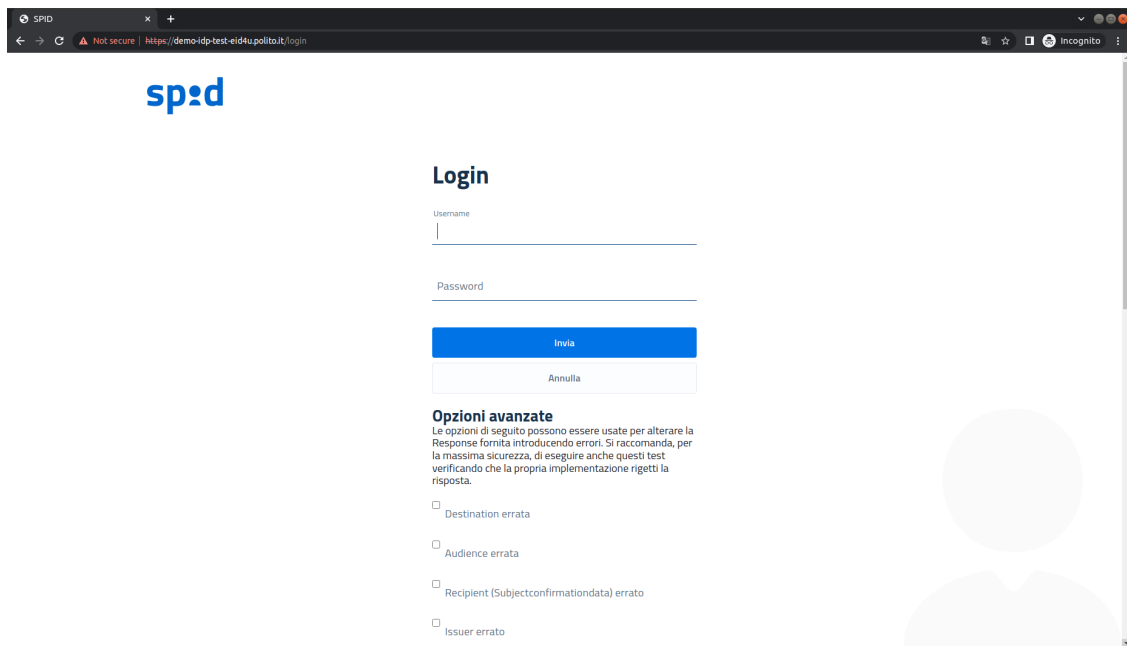 SPID
Not secure | https://demo-idp-test-eid4u.polito.it/login
Incognito
spid
Login
Username
Password
Invia
Annulla
Opzioni avanzate
Le opzioni di seguito possono essere usate per alterare la
Response fornita introducendo errori. Si raccomanda, per
la massima sicurezza, di eseguire anche questi test
verificando che la propria implementazione rigetti la
risposta.
Destination errata
Audience errata
Recipient (Subjectconfirmationdata) errato
Issuer errato